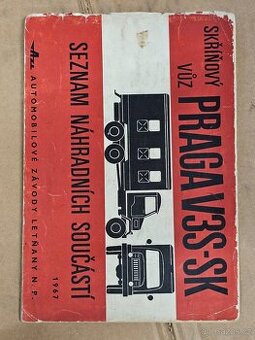 SKŘÍŇOVÝ
VŮZ
PRAGA V3S-SK
SEZNAM NÁHRADNÍCH SOUČÁSTÍ
1967
AUTOMOBILOVÉ ZÁVODY LETŇANY N. P.